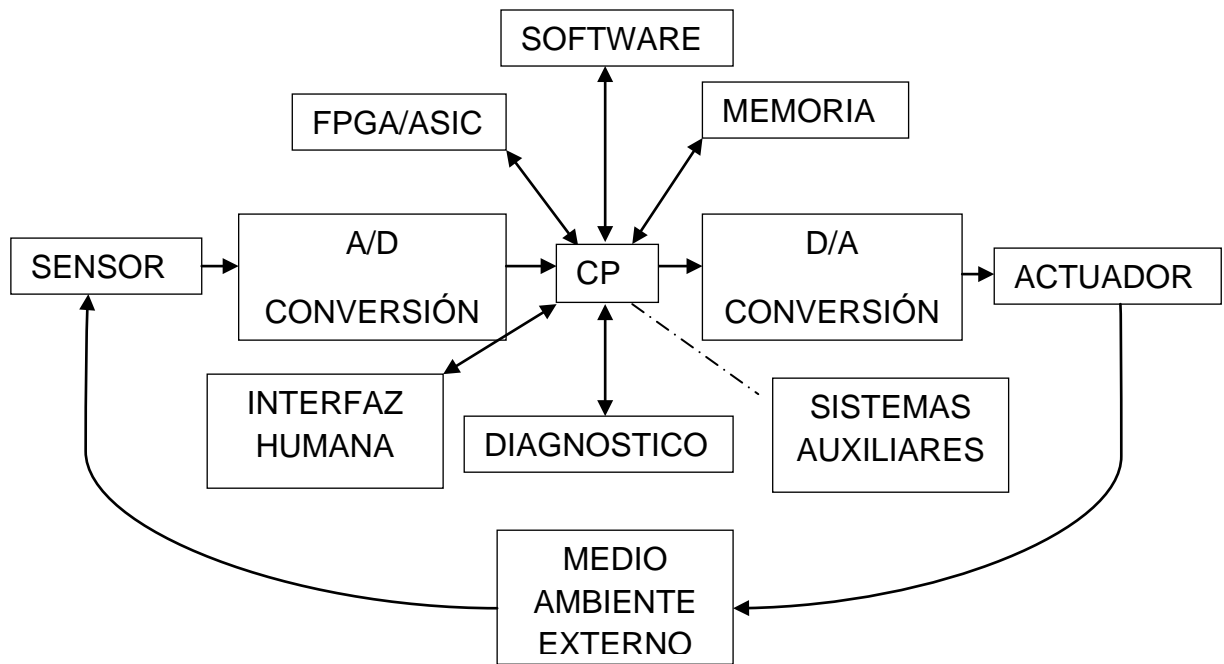 SOFTWARE
FPGA/ASIC
MEMORIA
SENSOR
A/D
CONVERSIÓN
CP
D/A
CONVERSIÓN
ACTUADOR
INTERFAZ
HUMANA
DIAGNOSTICO
SISTEMAS
AUXILIARES
MEDIO
AMBIENTE
EXTERNO